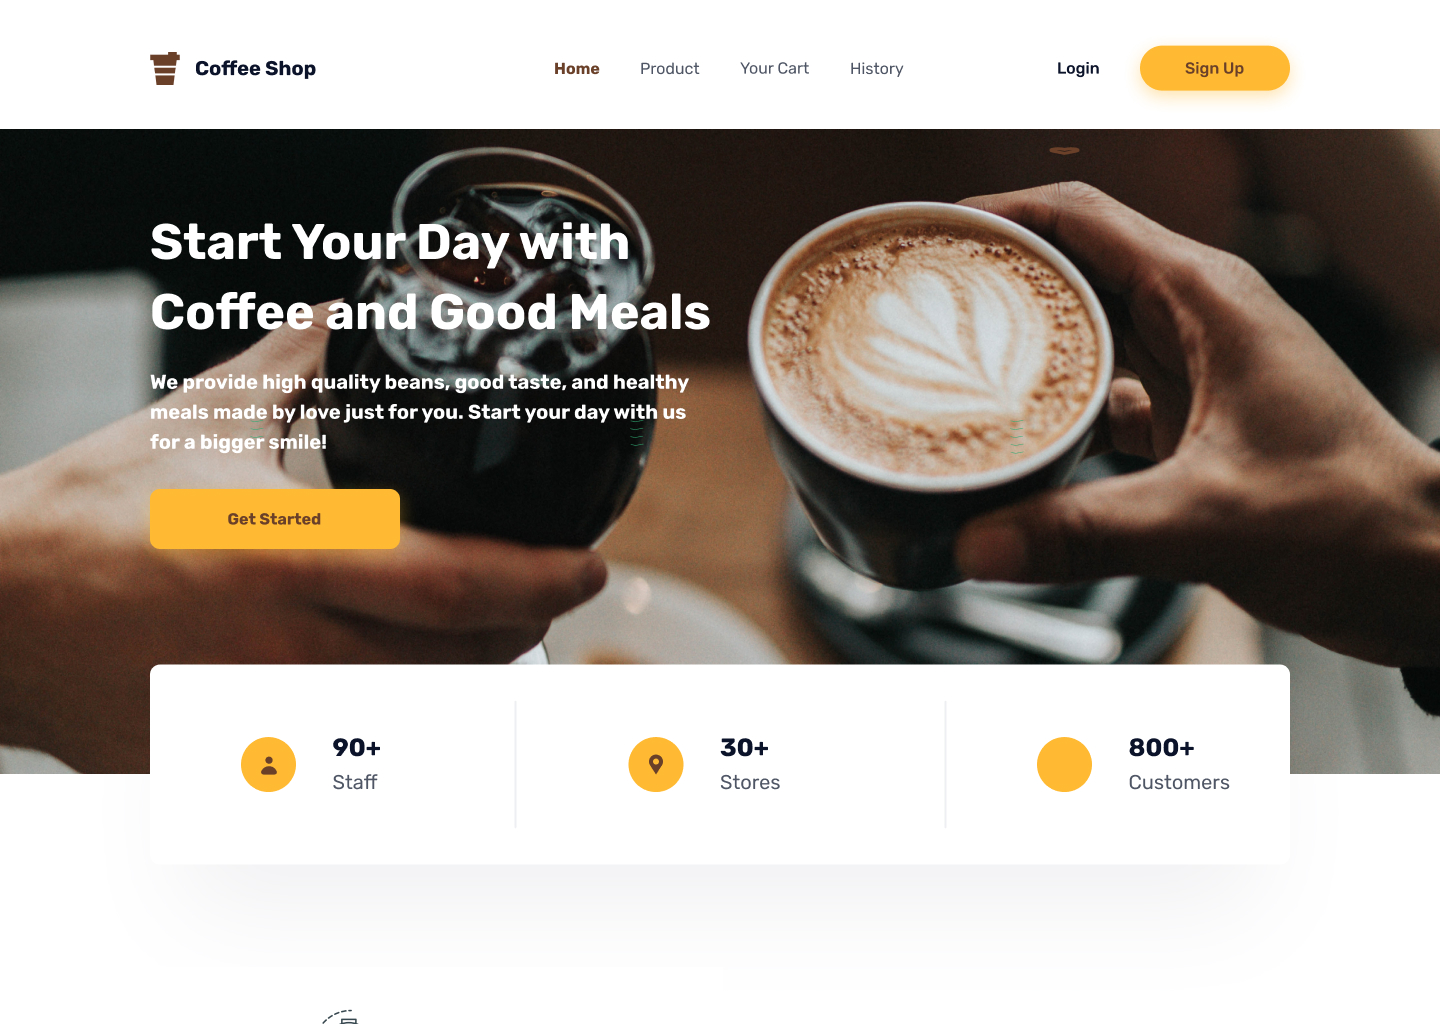 Coffee Shop
Home
Product
Your Cart
History
Login
Sign Up
Start Your Day with
Coffee and Good Meals
We provide high quality beans, good taste, and healthy
meals made by love just for you. Start your day with us
for a bigger smile!
Get Started
90+
Staff
30+
Stores
800+
Customers